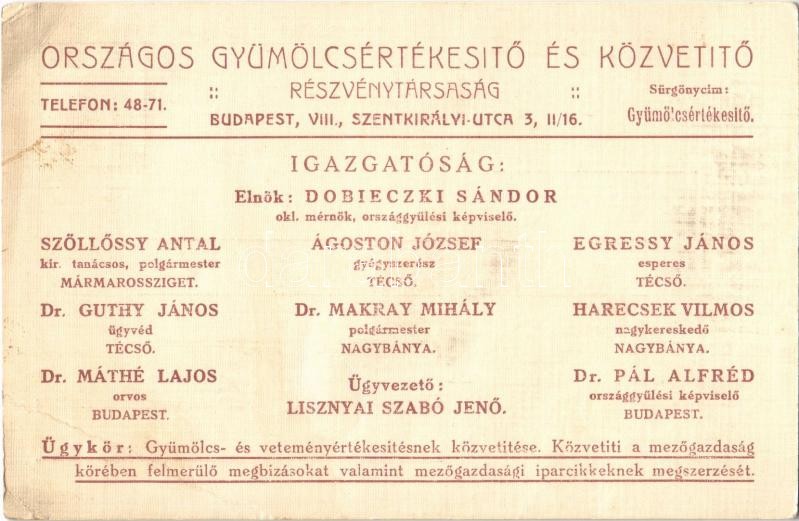 ORSZÁGOS GYÜMÖLCSÉRTÉKESITŐ ÉS KÖZVETITŐ
:: RÉSZVÉNYTÁRSASÁG ::
TELEFON: 48-71.
BUDAPEST, VIII., SZENTKIRÁLYI-UTCA 3, II/16.
Sürgönycim:
Gyümölcsértékesitő.
IGAZGATÓSÁG:
Elnök: DOBIECZKI SÁNDOR
okl. mérnök, országgyülési képviselő.
SZŐLLŐSSY ANTAL
kir. tanácsos, polgármester
MÁRMAROSSZIGET.
ÁGOSTON JÓZSEF
gyógyszerész
TÉCSŐ.
EGRESSY JÁNOS
esperes
TÉCSŐ.
Dr. GUTHY JÁNOS
ügyvéd
TÉCSŐ.
Dr. MAKRAY MIHÁLY
polgármester
NAGYBÁNYA.
HARECSEK VILMOS
nagykereskedő
NAGYBÁNYA.
Dr. MÁTHÉ LAJOS
orvos
BUDAPEST.
Ügyvezető:
LISZNYAI SZABÓ JENŐ.
Dr. PÁL ALFRÉD
országgyülési képviselő
BUDAPEST.
Ügykör: Gyümölcs- és veteményértékesitésnek közvetitése. Közvetiti a mezőgazdaság
körében felmerülő megbizásokat valamint mezőgazdasági iparcikkeknek megszerzését.